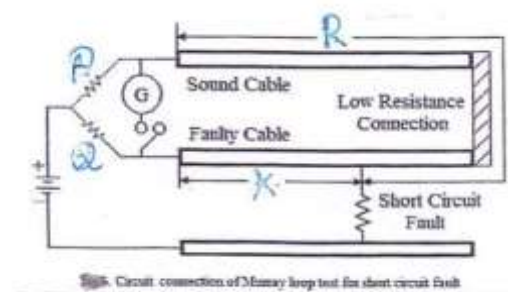 R
P
G
Sound Cable
Low Resistance
Connection
Faulty Cable
Q
+
X
Short Circuit
Fault
Circuit connection of Murray loop test for short circuit fault